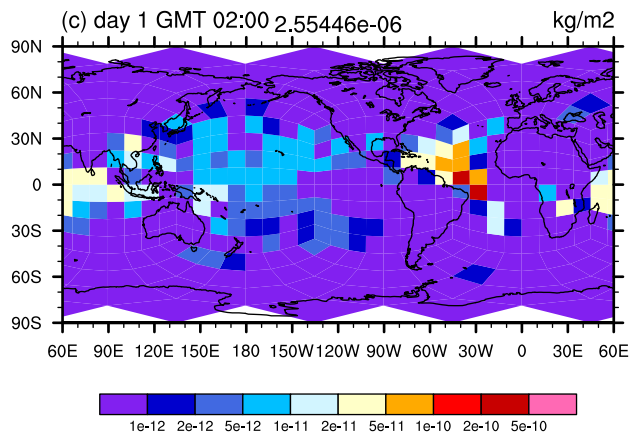 (c) day 1 GMT 02:00 2.55446e-06 kg/m2
90N
60N
30N
0
30S
60S
90S
60E 90E 120E 150E 180 150W 120W 90W 60W 30W 0 30E 60E
1e-12 2e-12 5e-12 1e-11 2e-11 5e-11 1e-10 2e-10 5e-10